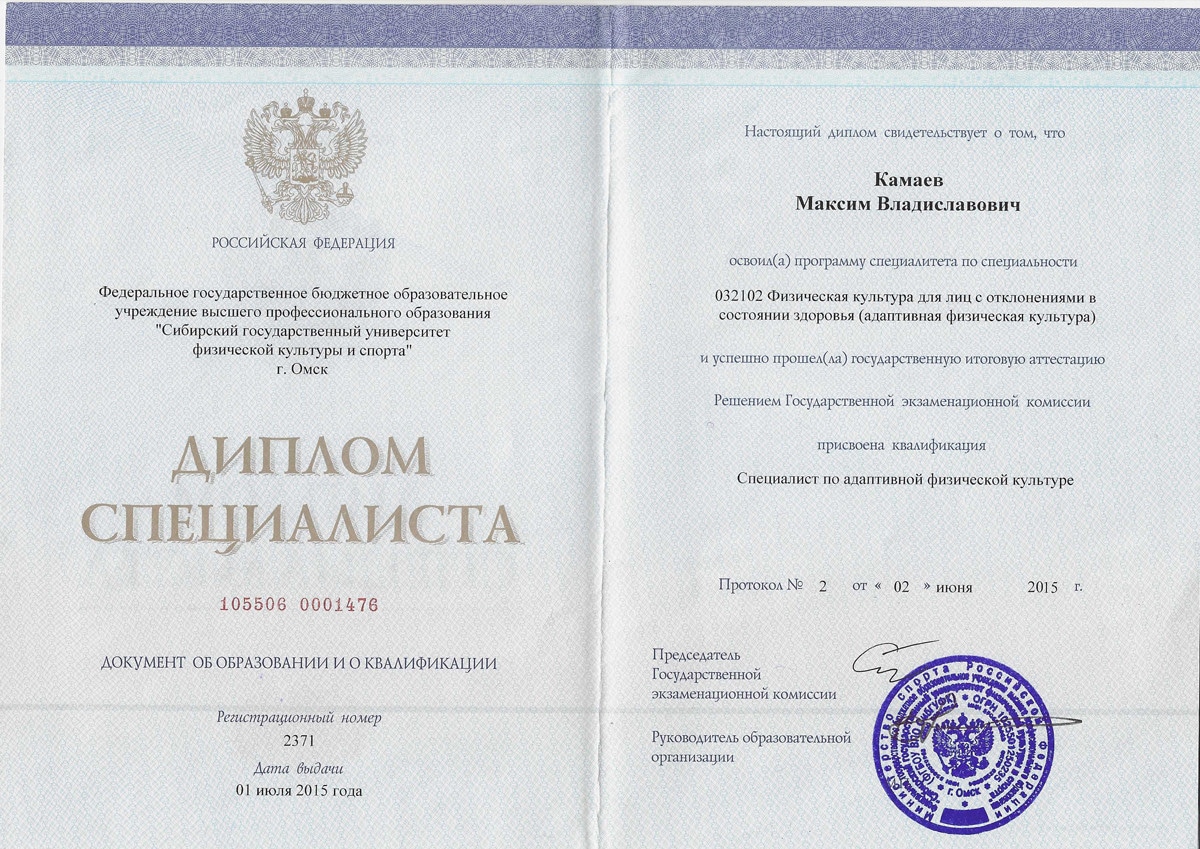 РОССИЙСКАЯ ФЕДЕРАЦИЯ
Федеральное государственное бюджетное образовательное
учреждение высшего профессионального образования
"Сибирский государственный университет
физической культуры и спорта"
г. Омск
ДИПЛОМ
СПЕЦИАЛИСТА
105506 0001476
ДОКУМЕНТ ОБ ОБРАЗОВАНИИ И О КВАЛИФИКАЦИИ
Регистрационный номер
2371
Дата выдачи
01 июля 2015 года
Настоящий диплом свидетельствует о том, что
Камаев
Максим Владиславович
освоил(а) программу специалитета по специальности
032102 Физическая культура для лиц с отклонениями в
состоянии здоровья (адаптивная физическая культура)
и успешно прошел(ла) государственную итоговую аттестацию
Решением Государственной экзаменационной комиссии
присвоена квалификация
Специалист по адаптивной физической культуре
Протокол № 2 от « 02 » июня 2015 г.
Председатель
Государственной
экзаменационной комиссии
Руководитель образовательной
организации
Министерство спорта Российской Федерации
г. Омск